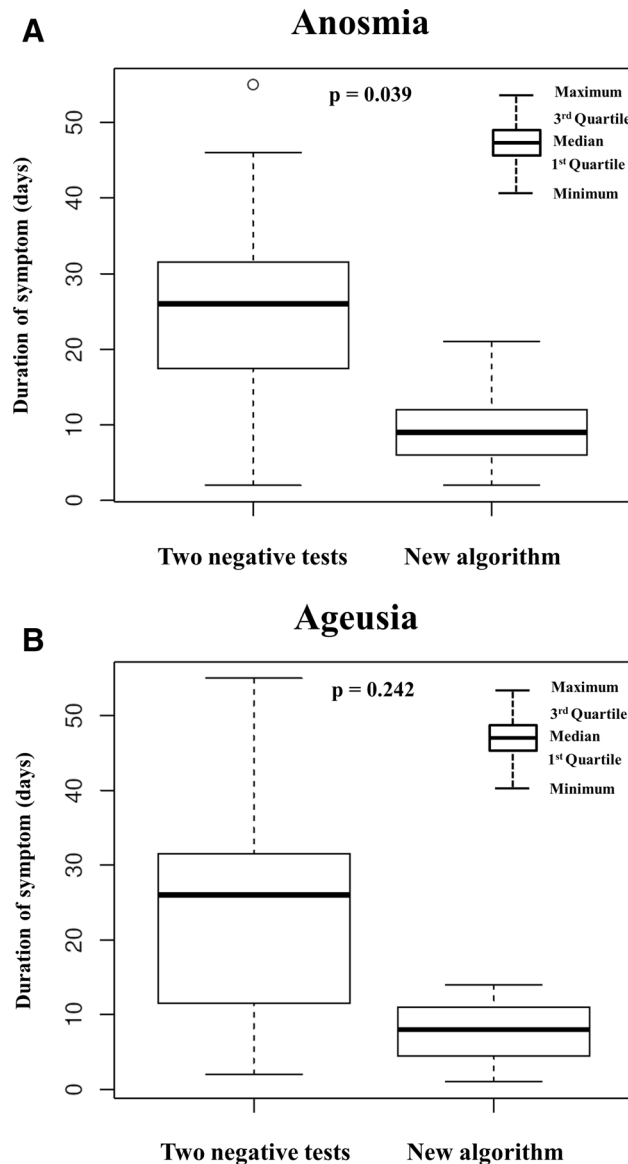 A
Anosmia
p = 0.039
Maximum
3rd Quartile
Median
1st Quartile
Minimum
Duration of symptom (days)
50
40
30
20
10
0
Two negative tests New algorithm
B
Ageusia
p = 0.242
Maximum
3rd Quartile
Median
1st Quartile
Minimum
Duration of symptom (days)
50
40
30
20
10
0
Two negative tests New algorithm